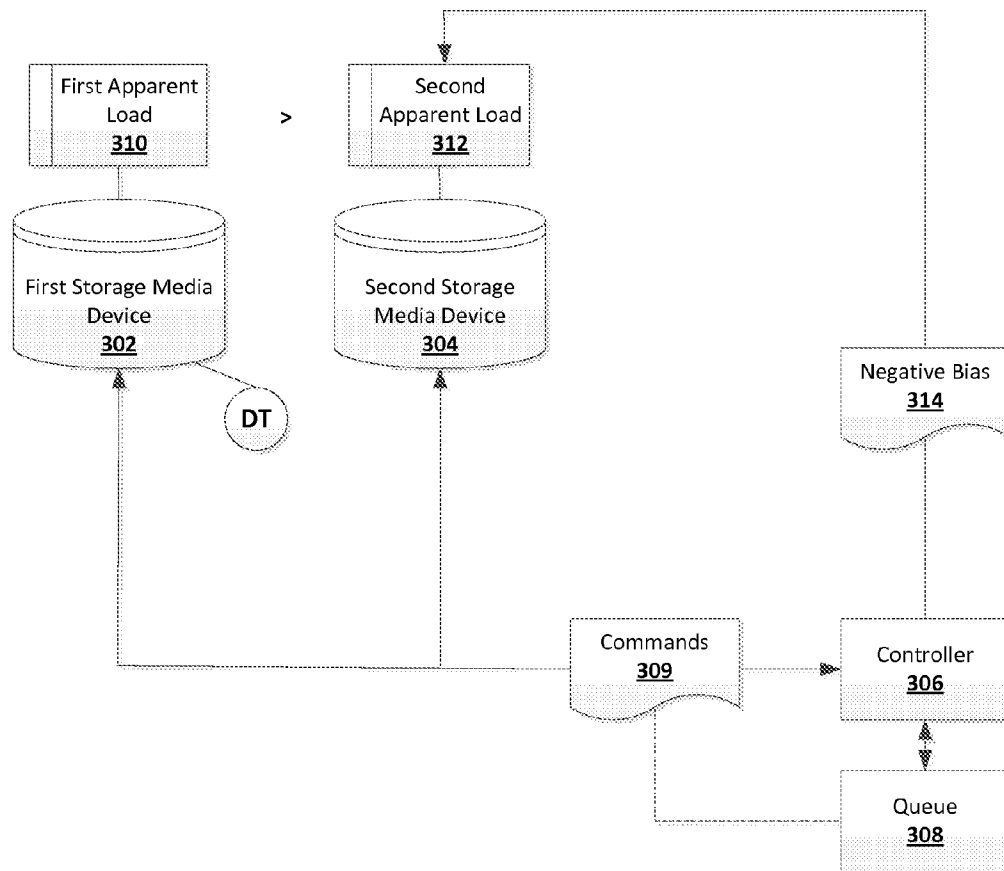 First Apparent
Load
310
>
Second
Apparent Load
312
First Storage Media
Device
302
Second Storage
Media Device
304
DT
Negative Bias
314
Commands
309
Controller
306
Queue
308